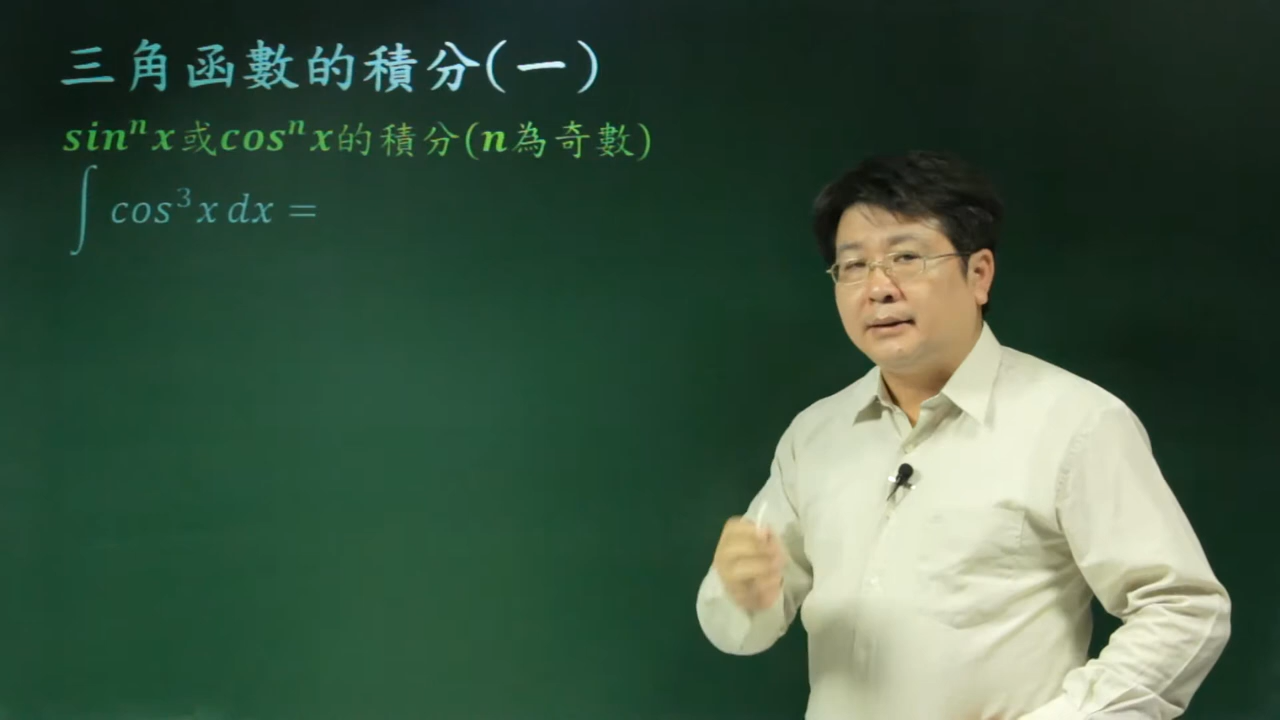 三角函數的積分(一)
sinⁿx或cosⁿx的積分(n為奇數)
∫ cos³x dx =